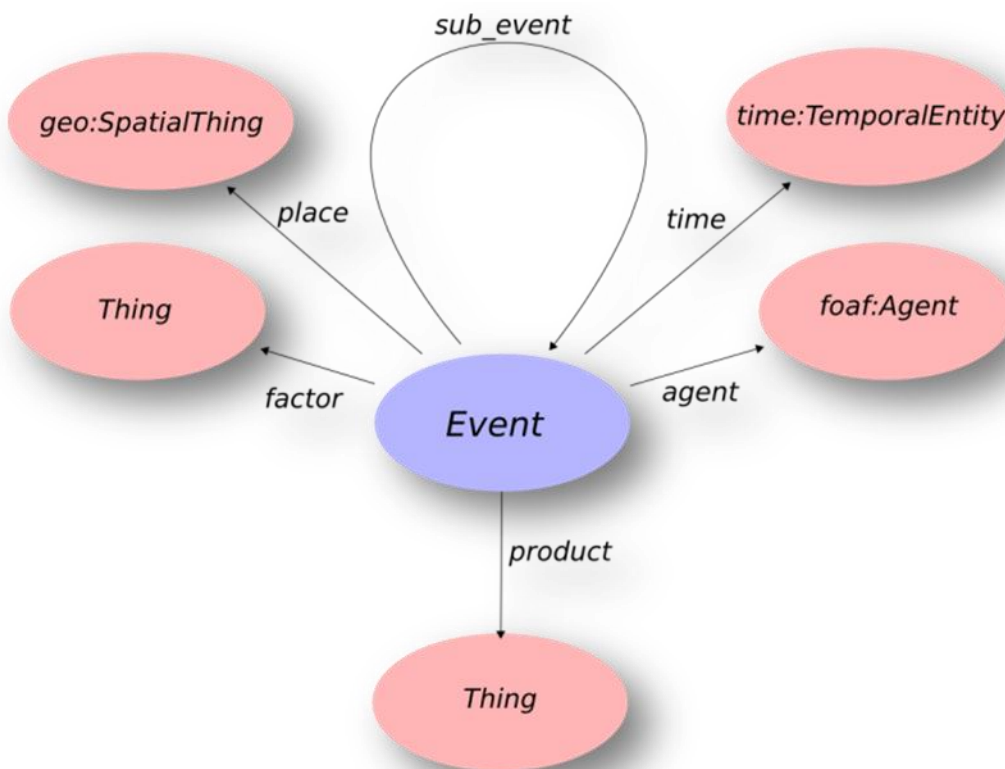 sub_event
geo:SpatialThing
time:TemporalEntity
place
time
Thing
foaf:Agent
factor
agent
Event
product
Thing